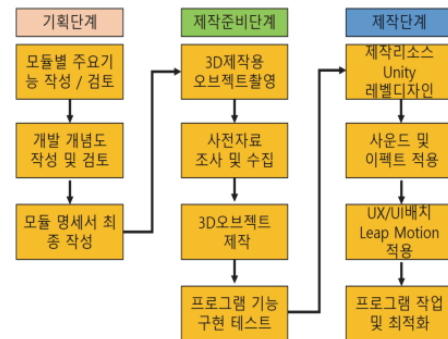 기획단계
모듈별 주요기
능 작성 / 검토
개발 개념도
작성 및 검토
모듈 명세서 최
종 작성
제작준비단계
3D제작용
오브젝트촬영
사전자료
조사 및 수집
3D오브젝트
제작
프로그램 기능
구현 테스트
제작단계
제작리소스
Unity
레벨디자인
사운드 및
이펙트 적용
UX/UI배치
Leap Motion
적용
프로그램 작업
및 최적화